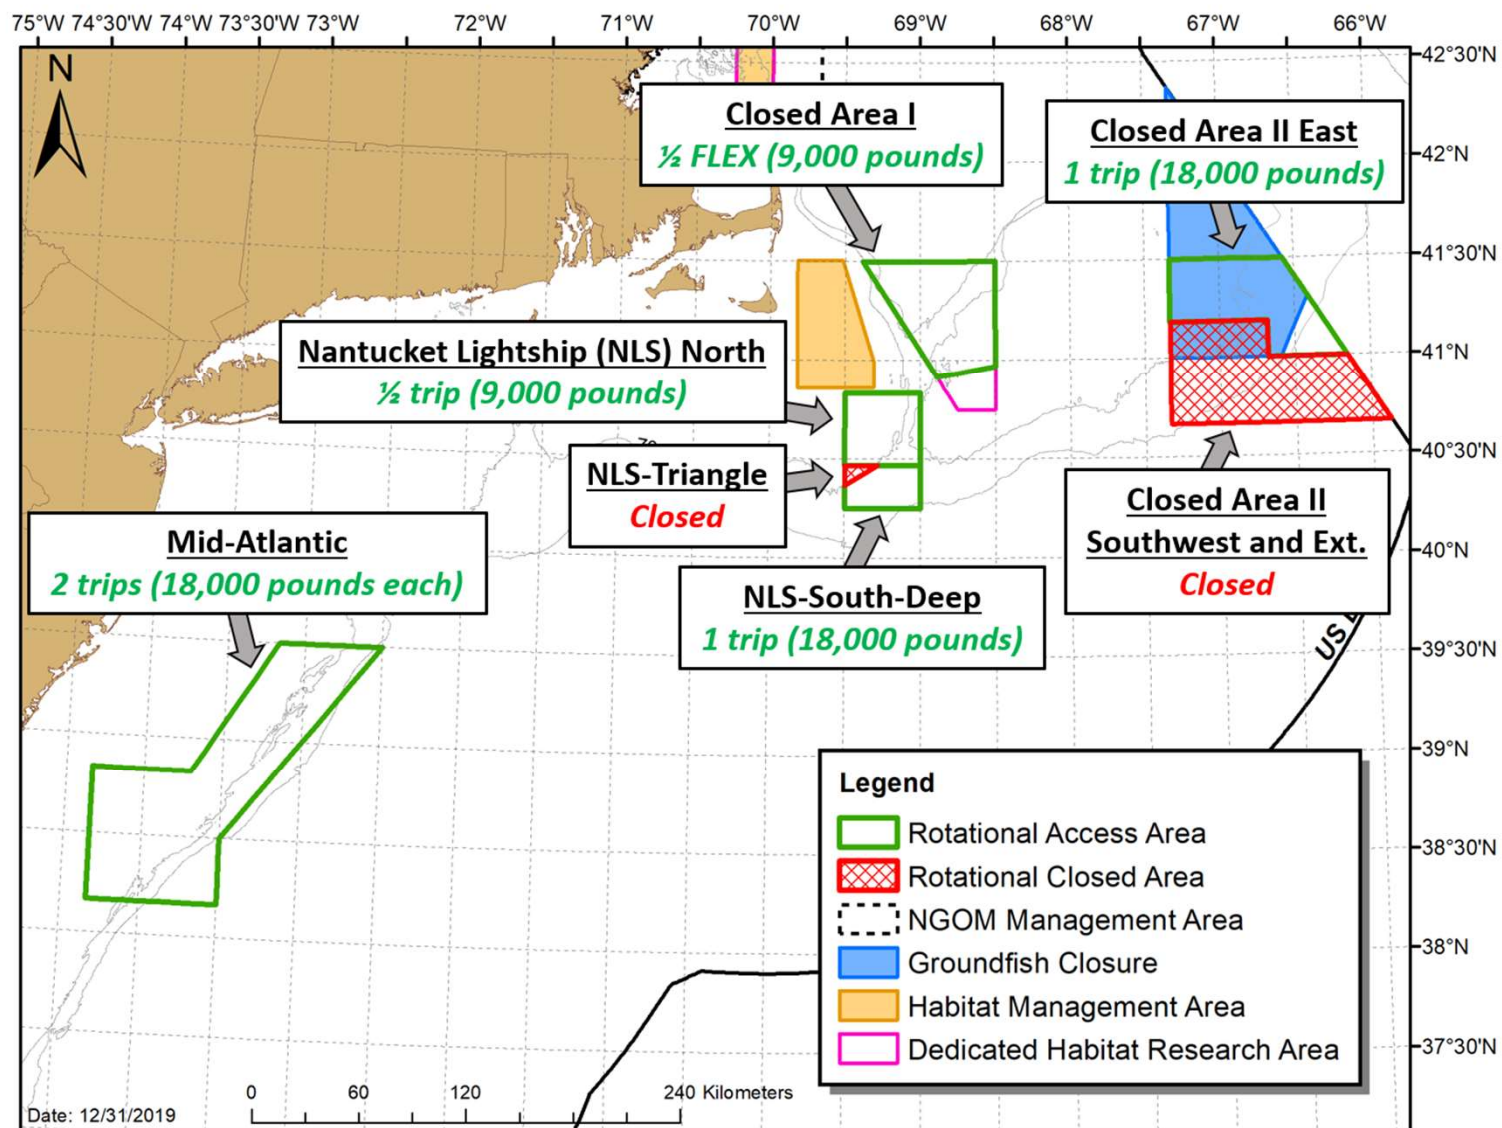 75°W 74°30'W 74°W 73°30'W 73°W 72°W 71°W 70°W 69°W 68°W 67°W 66°W
42°30'N
N
Closed Area I
½ FLEX (9,000 pounds)
Closed Area II East
1 trip (18,000 pounds)
42°N
41°30'N
Nantucket Lightship (NLS) North
½ trip (9,000 pounds)
41°N
40°30'N
NLS-Triangle
Closed
Closed Area II
Southwest and Ext.
Closed
Mid-Atlantic
2 trips (18,000 pounds each)
40°N
NLS-South-Deep
1 trip (18,000 pounds)
US
39°30'N
39°N
Legend
Rotational Access Area
38°30'N
Rotational Closed Area
NGOM Management Area
38°N
Groundfish Closure
Habitat Management Area
Dedicated Habitat Research Area
37°30'N
0 60 120 240 Kilometers
Date: 12/31/2019